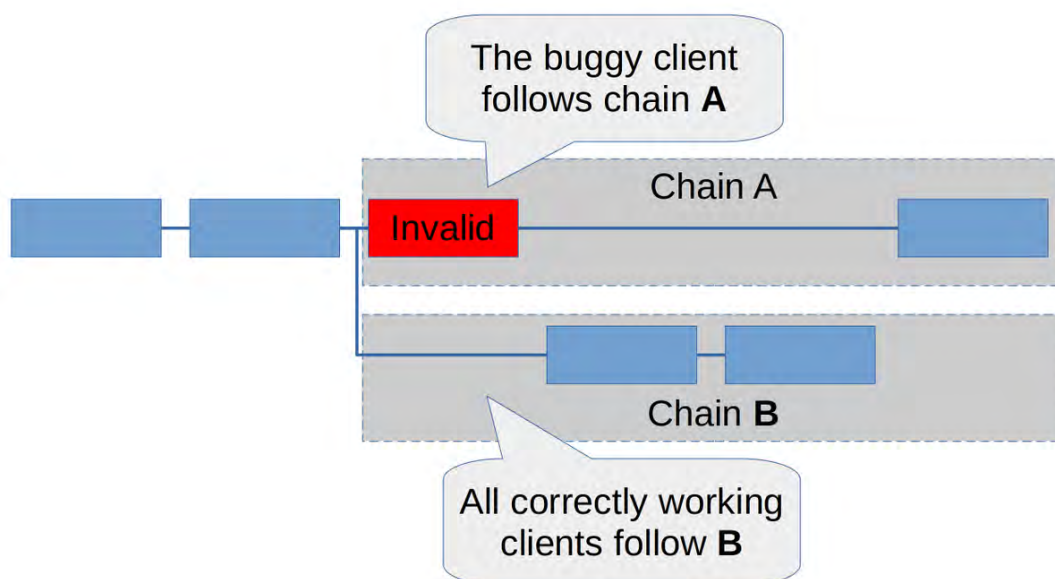 The buggy client
follows chain A
Chain A
Invalid
Chain B
All correctly working
clients follow B